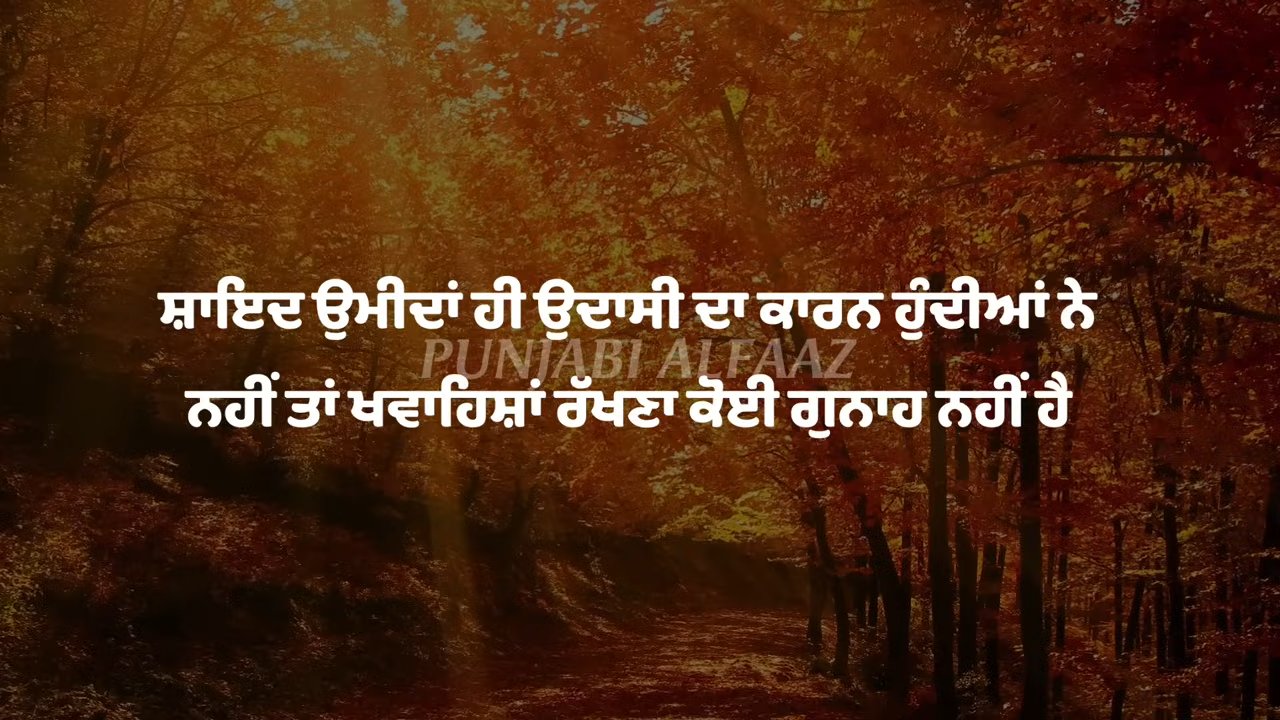 ਸ਼ਾਇਦ ਉਮੀਦਾਂ ਹੀ ਉਦਾਸੀ ਦਾ ਕਾਰਨ ਹੁੰਦੀਆਂ ਨੇ
PUNJABI ALFAAZ
ਨਹੀਂ ਤਾਂ ਖਵਾਹਿਸ਼ਾਂ ਰੱਖਣਾ ਕੋਈ ਗੁਨਾਹ ਨਹੀਂ ਹੈ